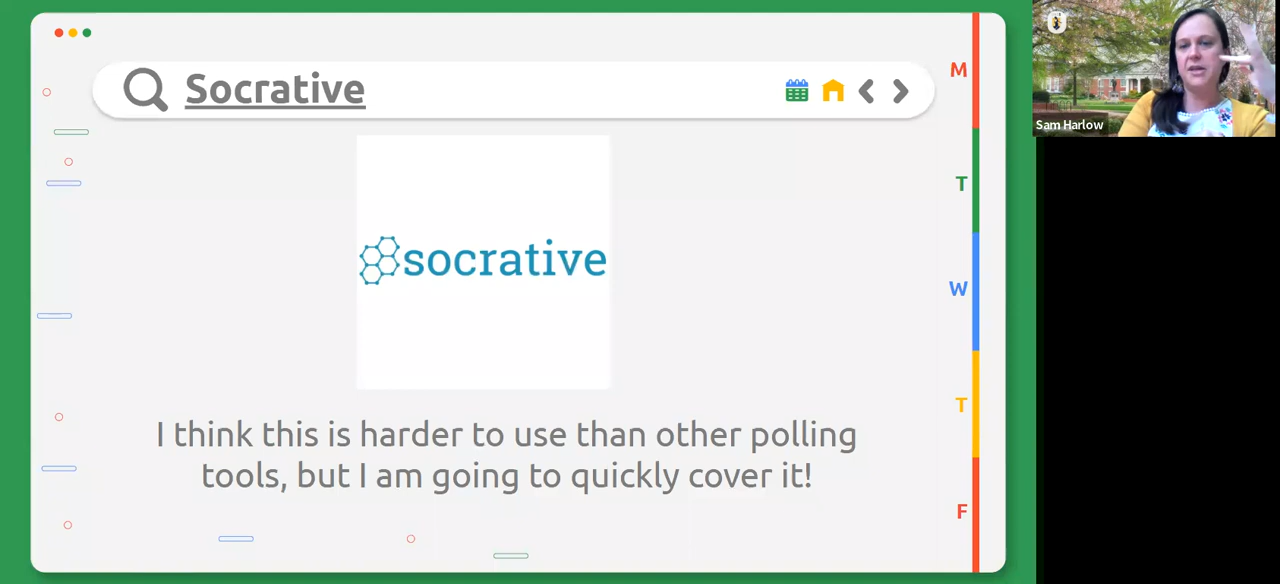 Socrative
socrative
I think this is harder to use than other polling
tools, but I am going to quickly cover it!
M
T
W
T
F
Sam Harlow